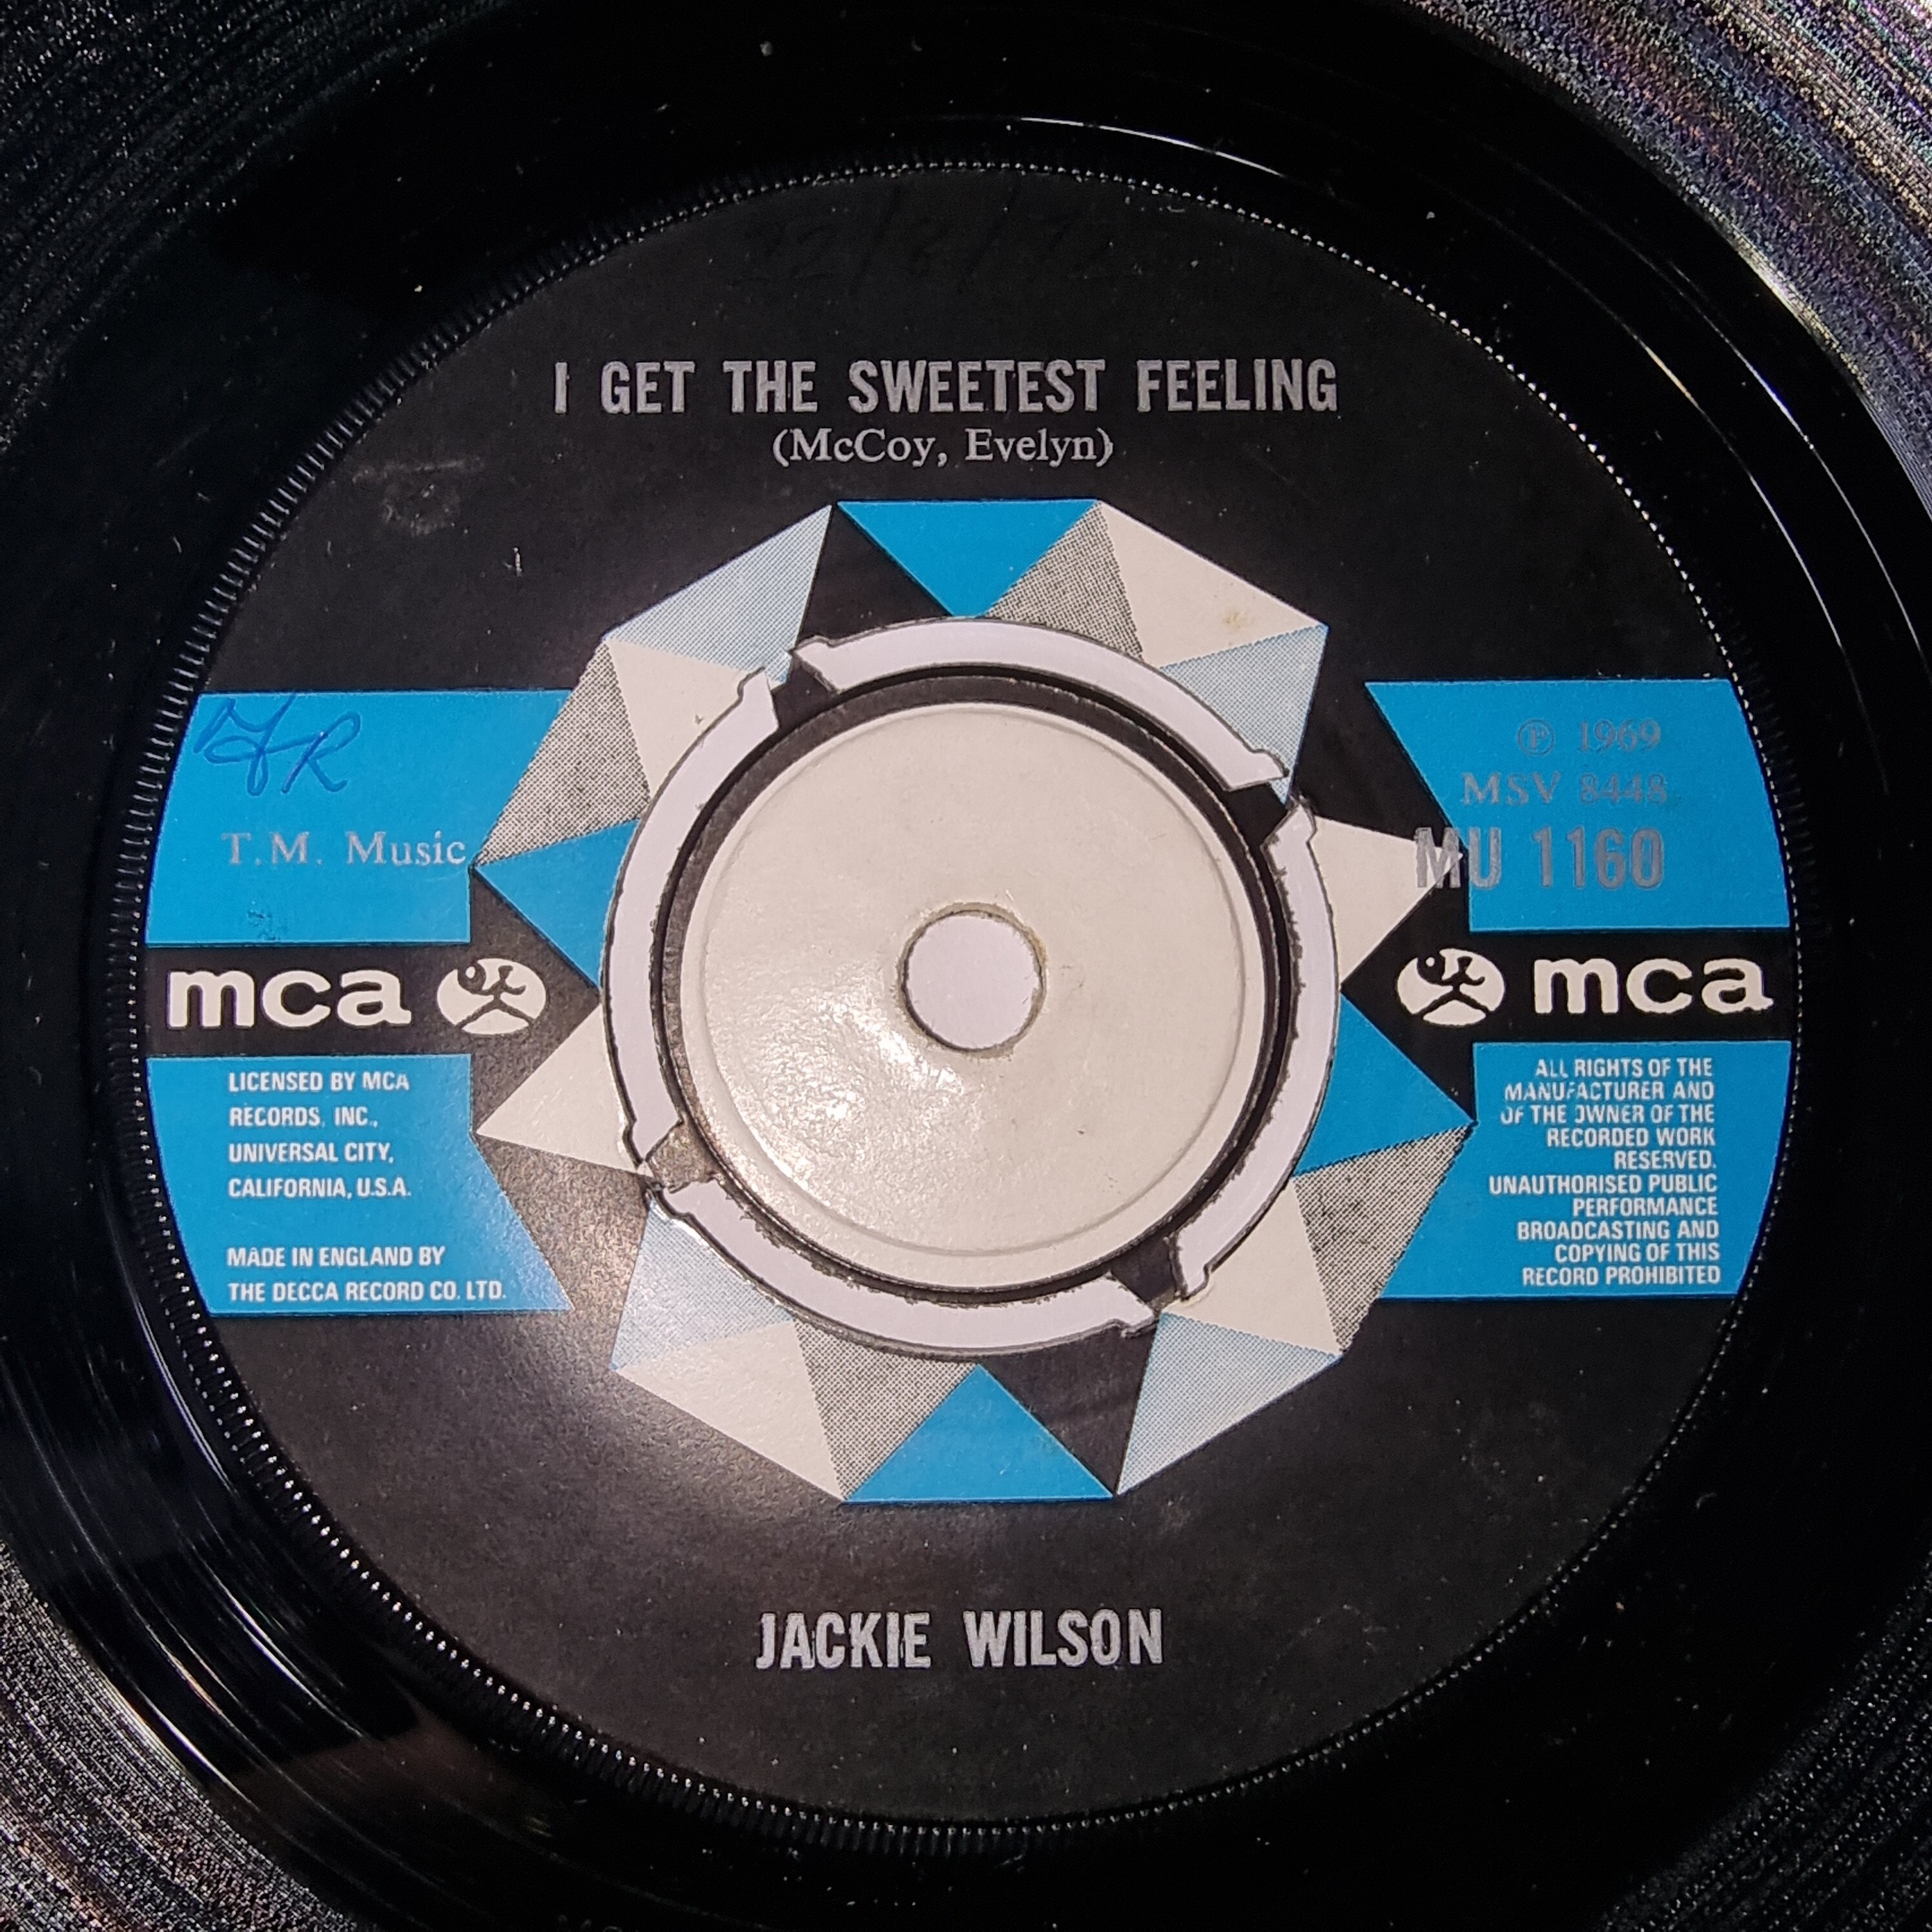 I GET THE SWEETEST FEELING
(McCoy, Evelyn)
T.M. Music
℗ 1969
MSV 8448
MU 1160
mca
mca
LICENSED BY MCA
RECORDS, INC.,
UNIVERSAL CITY,
CALIFORNIA, U.S.A.
MADE IN ENGLAND BY
THE DECCA RECORD CO. LTD.
ALL RIGHTS OF THE
MANUFACTURER AND
OF THE OWNER OF THE
RECORDED WORK
RESERVED.
UNAUTHORISED PUBLIC
PERFORMANCE
BROADCASTING AND
COPYING OF THIS
RECORD PROHIBITED
JACKIE WILSON